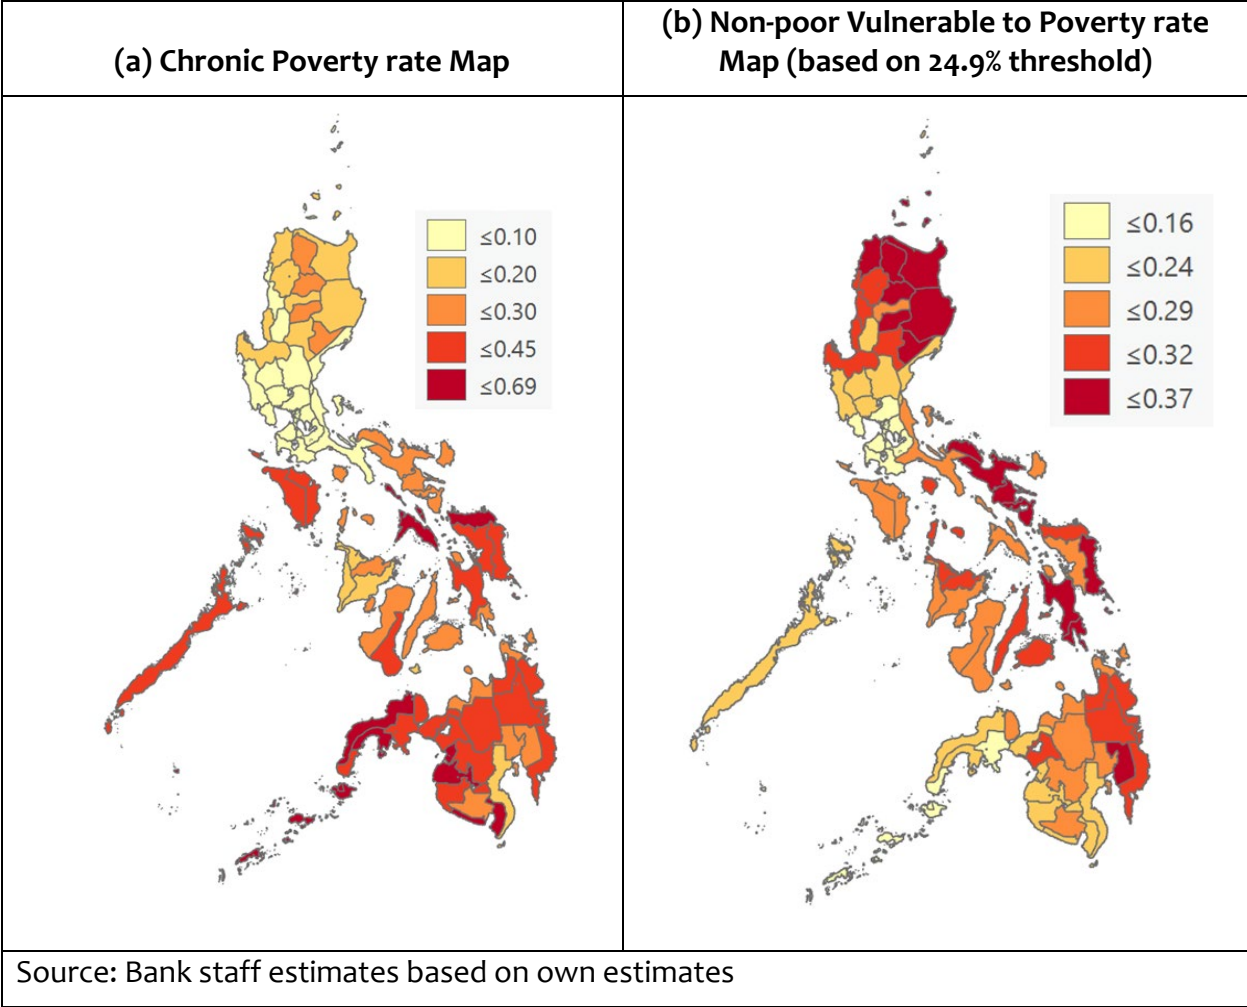 (a) Chronic Poverty rate Map
(b) Non-poor Vulnerable to Poverty rate
Map (based on 24.9% threshold)
≤0.10
≤0.20
≤0.30
≤0.45
≤0.69
≤0.16
≤0.24
≤0.29
≤0.32
≤0.37
Source: Bank staff estimates based on own estimates